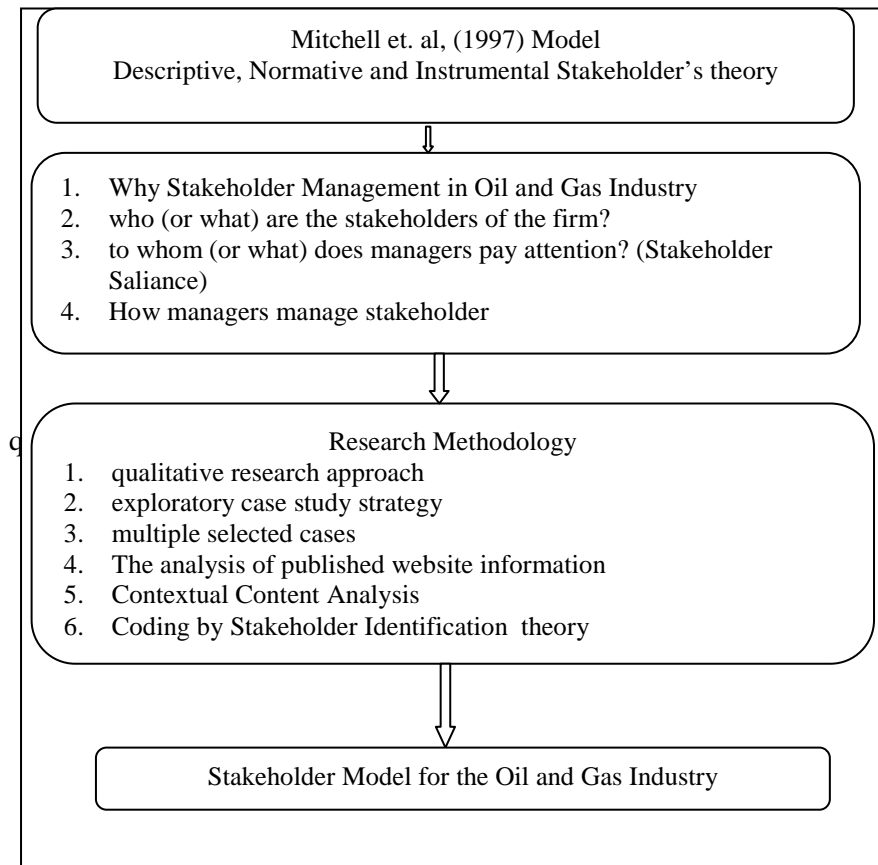 Mitchell et. al, (1997) Model
Descriptive, Normative and Instrumental Stakeholder’s theory
1. Why Stakeholder Management in Oil and Gas Industry
2. who (or what) are the stakeholders of the firm?
3. to whom (or what) does managers pay attention? (Stakeholder
Saliance)
4. How managers manage stakeholder
q
Research Methodology
1. qualitative research approach
2. exploratory case study strategy
3. multiple selected cases
4. The analysis of published website information
5. Contextual Content Analysis
6. Coding by Stakeholder Identification theory
Stakeholder Model for the Oil and Gas Industry